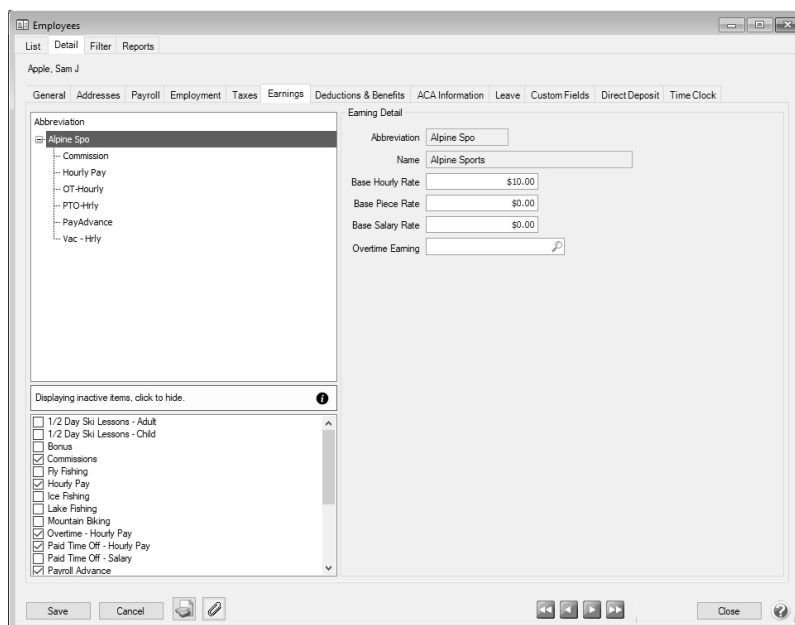 Employees
List Detail Filter Reports
Apple, Sam J
General Addresses Payroll Employment Taxes Earnings Deductions & Benefits ACA Information Leave Custom Fields Direct Deposit Time Clock
Abbreviation
Alpine Spo
Commission
Hourly Pay
OT-Hourly
PTO-Hrly
PayAdvance
Vac - Hrly
Earning Detail
Abbreviation Alpine Spo
Name Alpine Sports
Base Hourly Rate $10.00
Base Piece Rate $0.00
Base Salary Rate $0.00
Overtime Earning
Displaying inactive items, click to hide.
1/2 Day Ski Lessons - Adult
1/2 Day Ski Lessons - Child
Bonus
Commissions
Fly Fishing
Hourly Pay
Ice Fishing
Lake Fishing
Mountain Biking
Overtime - Hourly Pay
Paid Time Off - Hourly Pay
Paid Time Off - Salary
Payroll Advance
Save Cancel Close